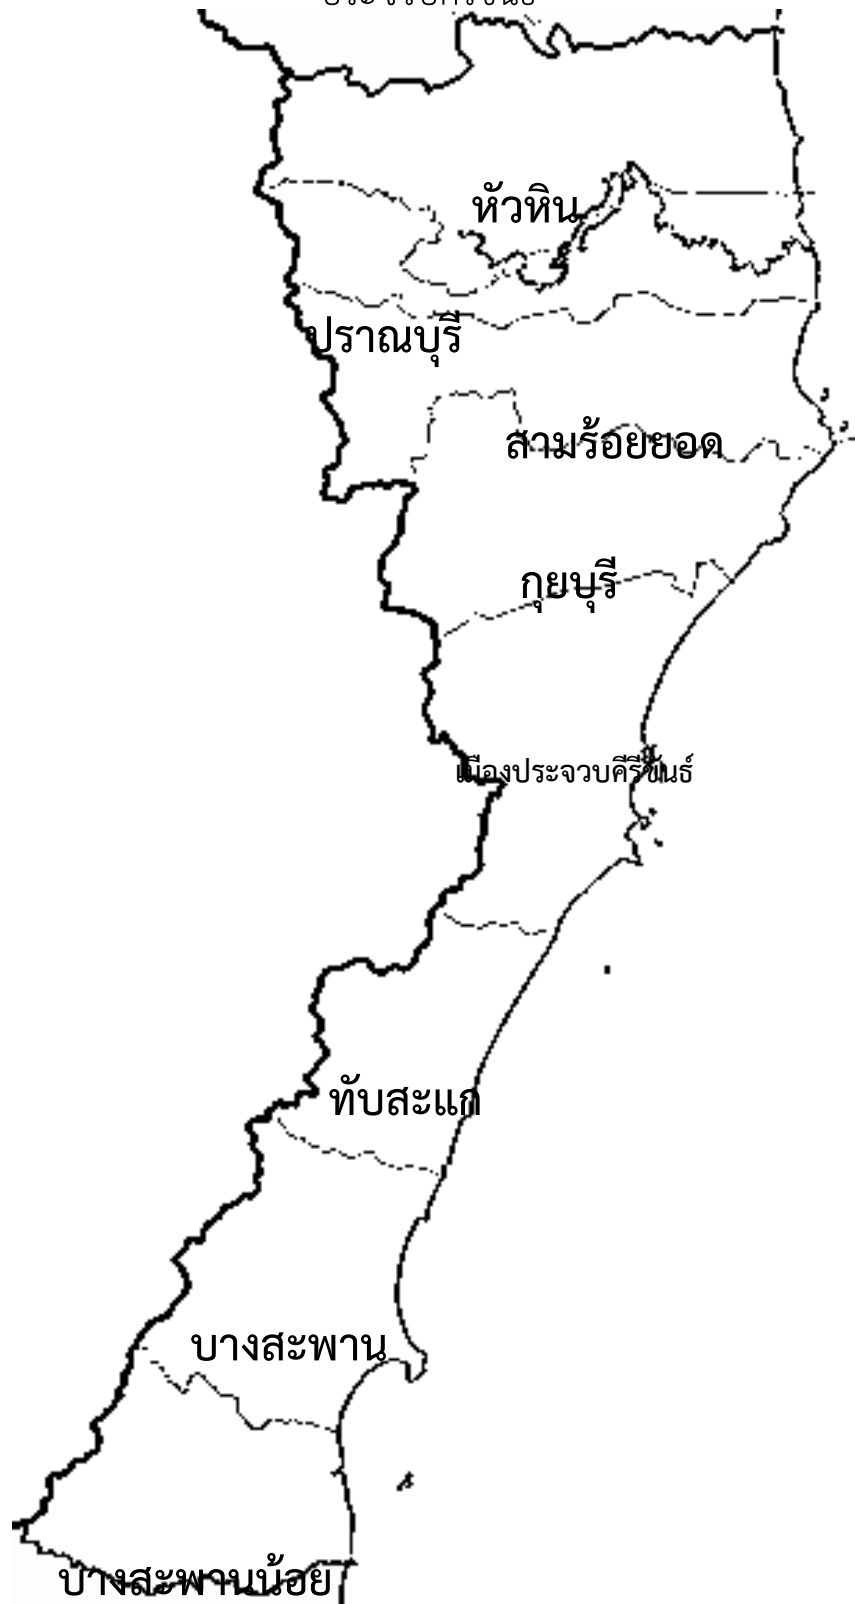 หัวหิน
ปราณบุรี
สามร้อยยอด
กุยบุรี
เมืองประจวบคีรีขันธ์
ทับสะแก
บางสะพาน
บางสะพานน้อย